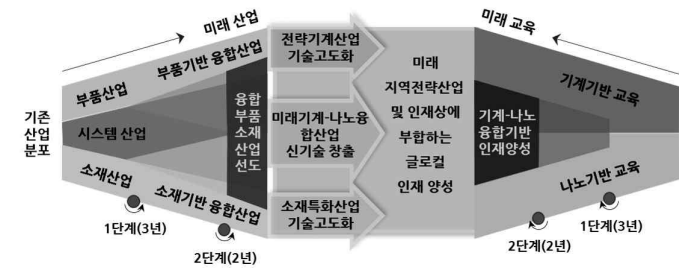 미래 산업
기존
산업
분포
부품산업
부품기반 융합산업
시스템 산업
소재산업
소재기반 융합산업
융합
부품
소재
산업
선도
1단계(3년)
2단계(2년)
전략기계산업
기술고도화
미래기계-나노융
합산업
신기술 창출
소재특화산업
기술고도화
미래
지역전략산업
및 인재상에
부합하는
글로컬
인재 양성
미래 교육
기계기반 교육
기계-나노
융합기반
인재양성
나노기반 교육
1단계(3년)
2단계(2년)